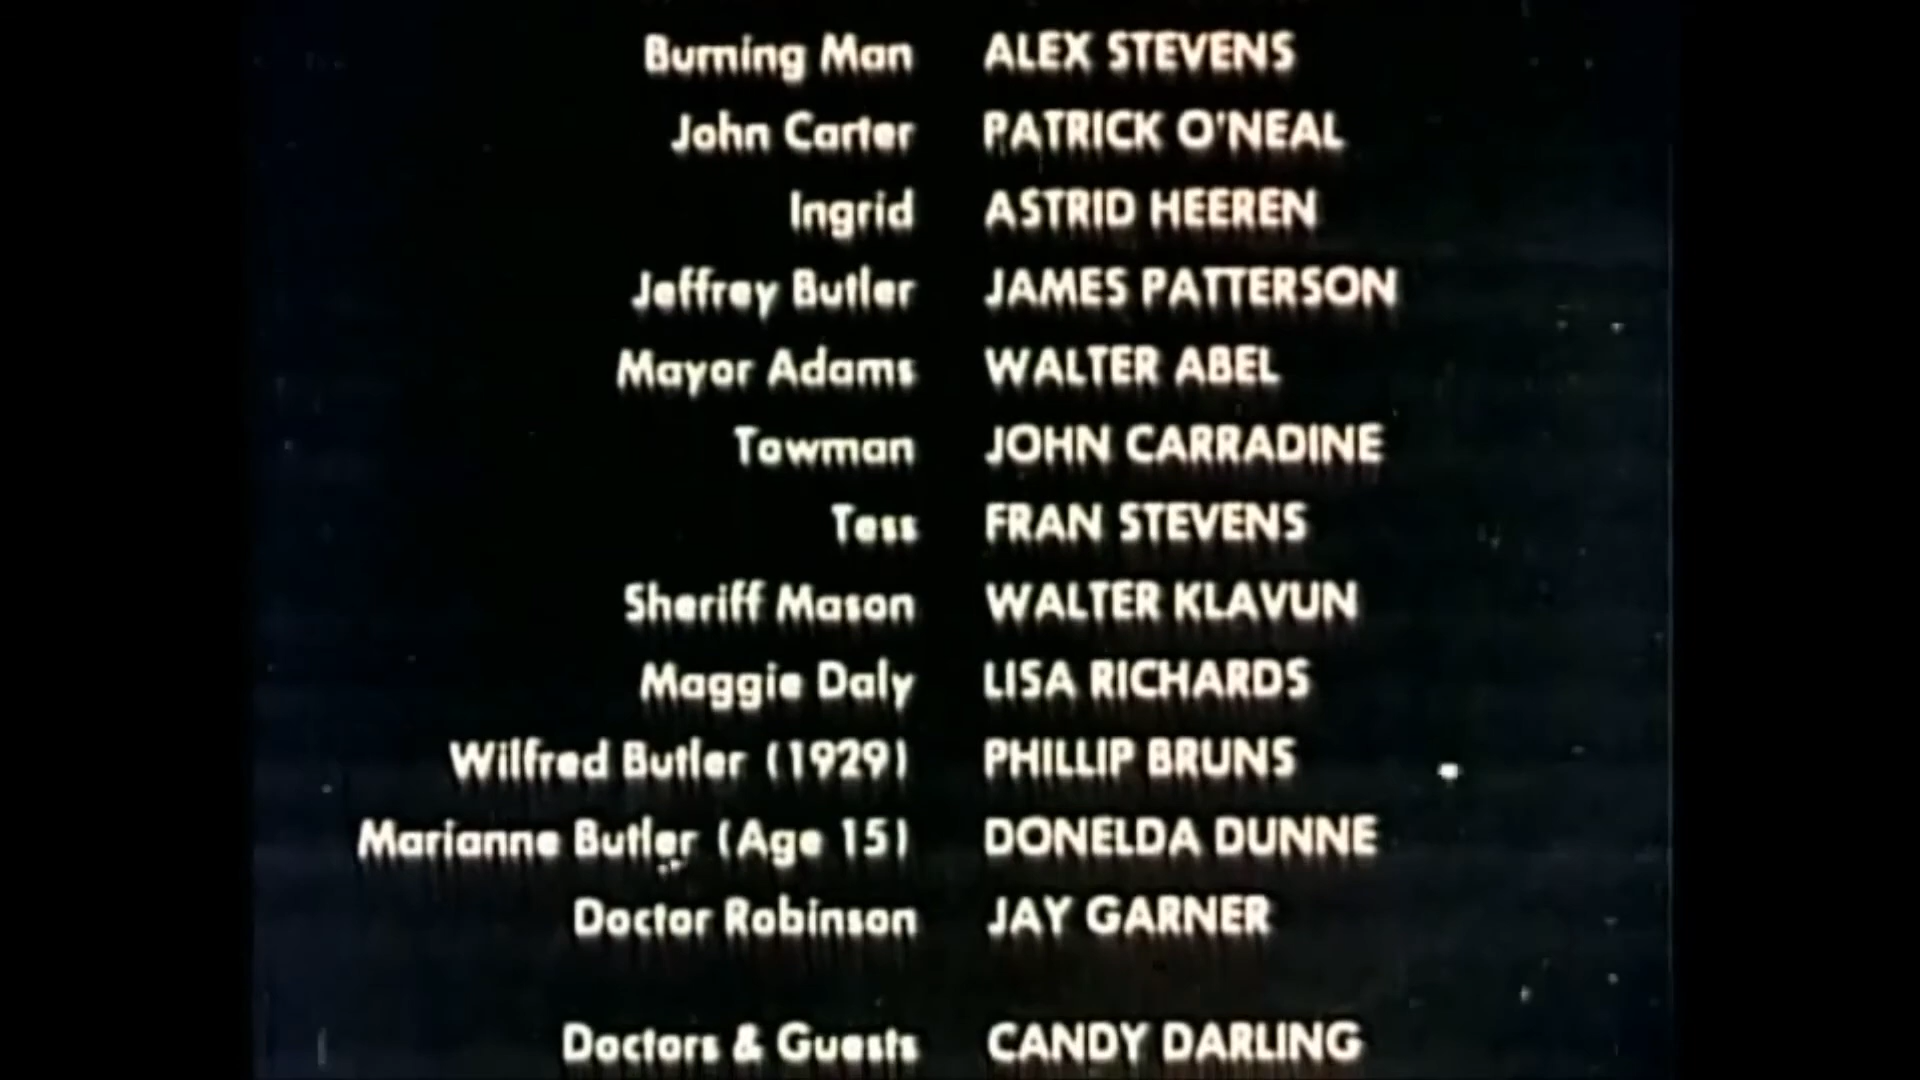 Burning Man ALEX STEVENS
John Carter PATRICK O'NEAL
Ingrid ASTRID HEEREN
Jeffrey Butler JAMES PATTERSON
Mayor Adams WALTER ABEL
Towman JOHN CARRADINE
Tess FRAN STEVENS
Sheriff Mason WALTER KLAVUN
Maggie Daly LISA RICHARDS
Wilfred Butler (1929) PHILLIP BRUNS
Marianne Butler (Age 15) DONELDA DUNNE
Doctor Robinson JAY GARNER
Doctors & Guests CANDY DARLING